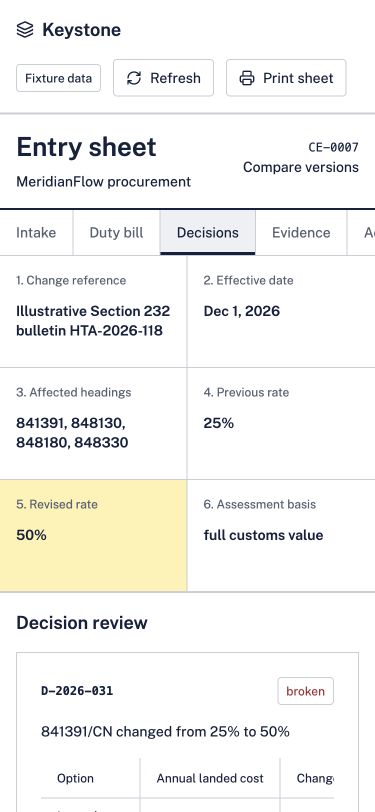 Keystone
Fixture data
Refresh
Print sheet
Entry sheet
CE-0007
Compare versions
MeridianFlow procurement
Intake
Duty bill
Decisions
Evidence
1. Change reference
Illustrative Section 232
bulletin HTA-2026-118
2. Effective date
Dec 1, 2026
3. Affected headings
841391, 848130,
848180, 848330
4. Previous rate
25%
5. Revised rate
50%
6. Assessment basis
full customs value
Decision review
D-2026-031
broken
841391/CN changed from 25% to 50%
Option
Annual landed cost